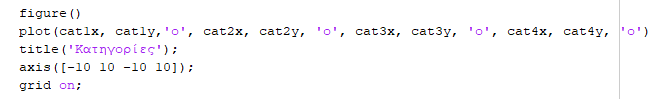 figure()
plot(cat1x, cat1y,'o', cat2x, cat2y, 'o', cat3x, cat3y, 'o', cat4x, cat4y, 'o')
title('Κατηγορίες');
axis([-10 10 -10 10]);
grid on;